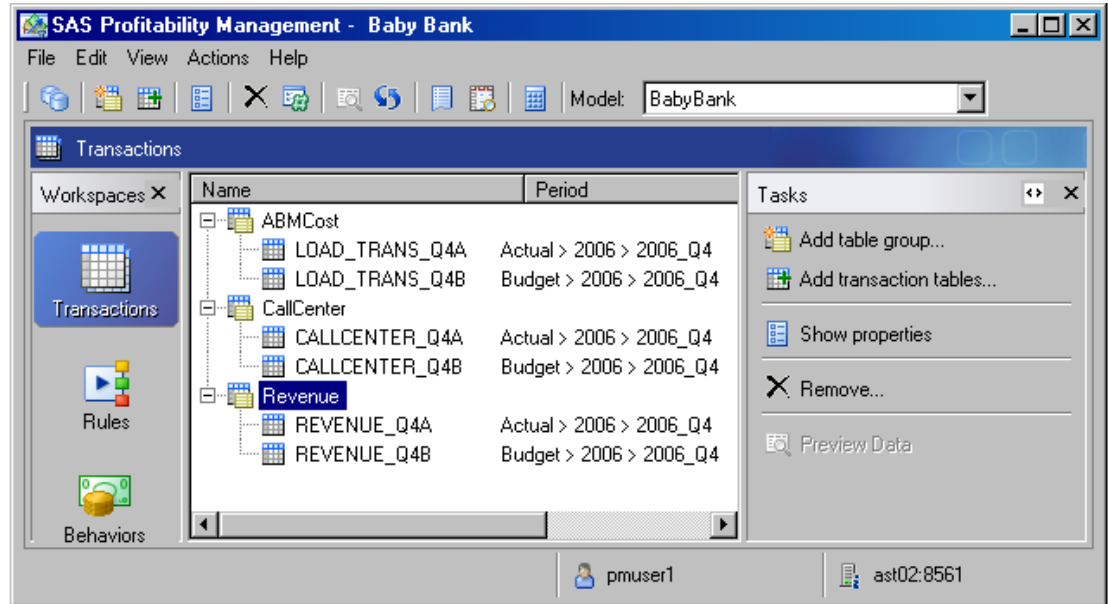 SAS Profitability Management - Baby Bank
File Edit View Actions Help
Model: BabyBank
Transactions
Workspaces
Transactions
Rules
Behaviors
Name Period
ABMCost
LOAD_TRANS_Q4A Actual > 2006 > 2006_Q4
LOAD_TRANS_Q4B Budget > 2006 > 2006_Q4
CallCenter
CALLCENTER_Q4A Actual > 2006 > 2006_Q4
CALLCENTER_Q4B Budget > 2006 > 2006_Q4
Revenue
REVENUE_Q4A Actual > 2006 > 2006_Q4
REVENUE_Q4B Budget > 2006 > 2006_Q4
Tasks
Add table group...
Add transaction tables...
Show properties
Remove...
Preview Data
pmuser1 ast02:8561